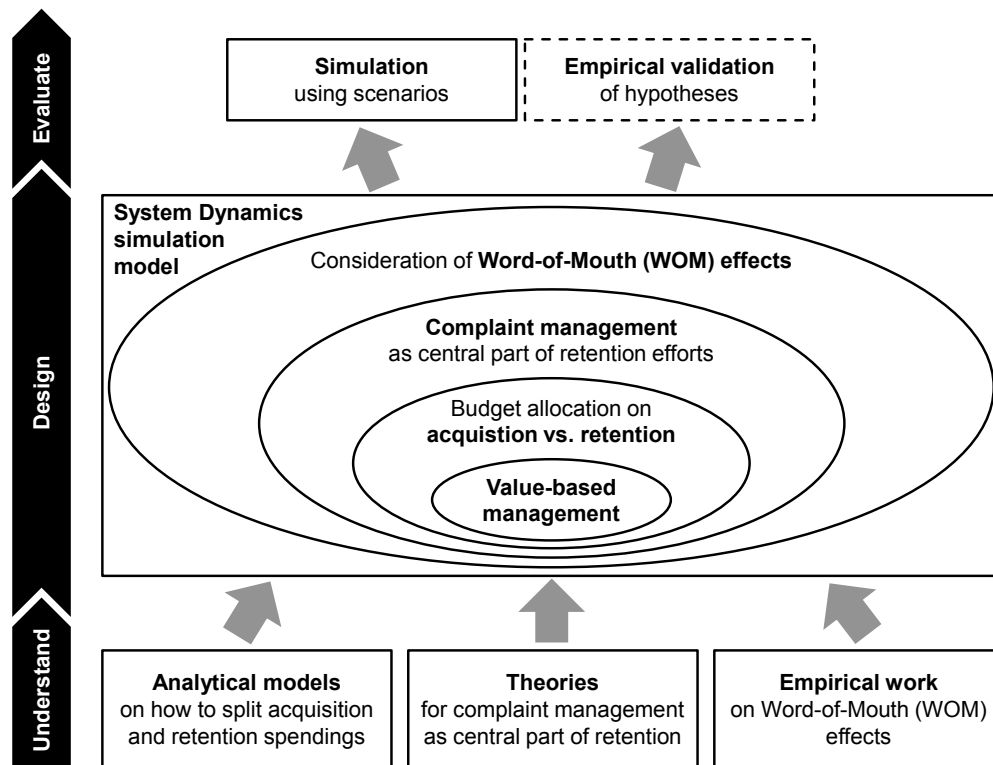 Evaluate
Simulation
using scenarios
Empirical validation
of hypotheses
Design
System Dynamics
simulation
model
Consideration of Word-of-Mouth (WOM) effects
Complaint management
as central part of retention efforts
Budget allocation on
acquistion vs. retention
Value-based
management
Understand
Analytical models
on how to split acquisition
and retention spendings
Theories
for complaint management
as central part of retention
Empirical work
on Word-of-Mouth (WOM)
effects